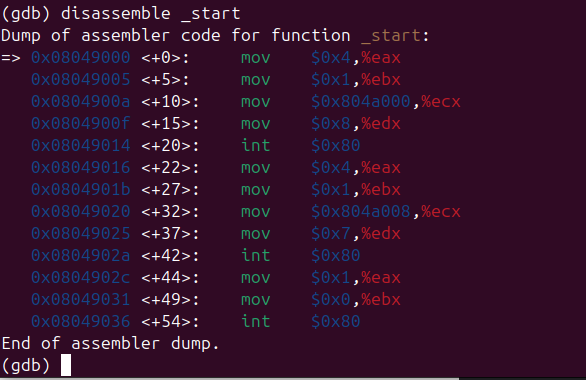 (gdb) disassemble _start
Dump of assembler code for function _start:
=> 0x08049000 <+0>:     mov    $0x4,%eax
   0x08049005 <+5>:     mov    $0x1,%ebx
   0x0804900a <+10>:    mov    $0x804a000,%ecx
   0x0804900f <+15>:    mov    $0x8,%edx
   0x08049014 <+20>:    int    $0x80
   0x08049016 <+22>:    mov    $0x4,%eax
   0x0804901b <+27>:    mov    $0x1,%ebx
   0x08049020 <+32>:    mov    $0x804a008,%ecx
   0x08049025 <+37>:    mov    $0x7,%edx
   0x0804902a <+42>:    int    $0x80
   0x0804902c <+44>:    mov    $0x1,%eax
   0x08049031 <+49>:    mov    $0x0,%ebx
   0x08049036 <+54>:    int    $0x80
End of assembler dump.
(gdb)